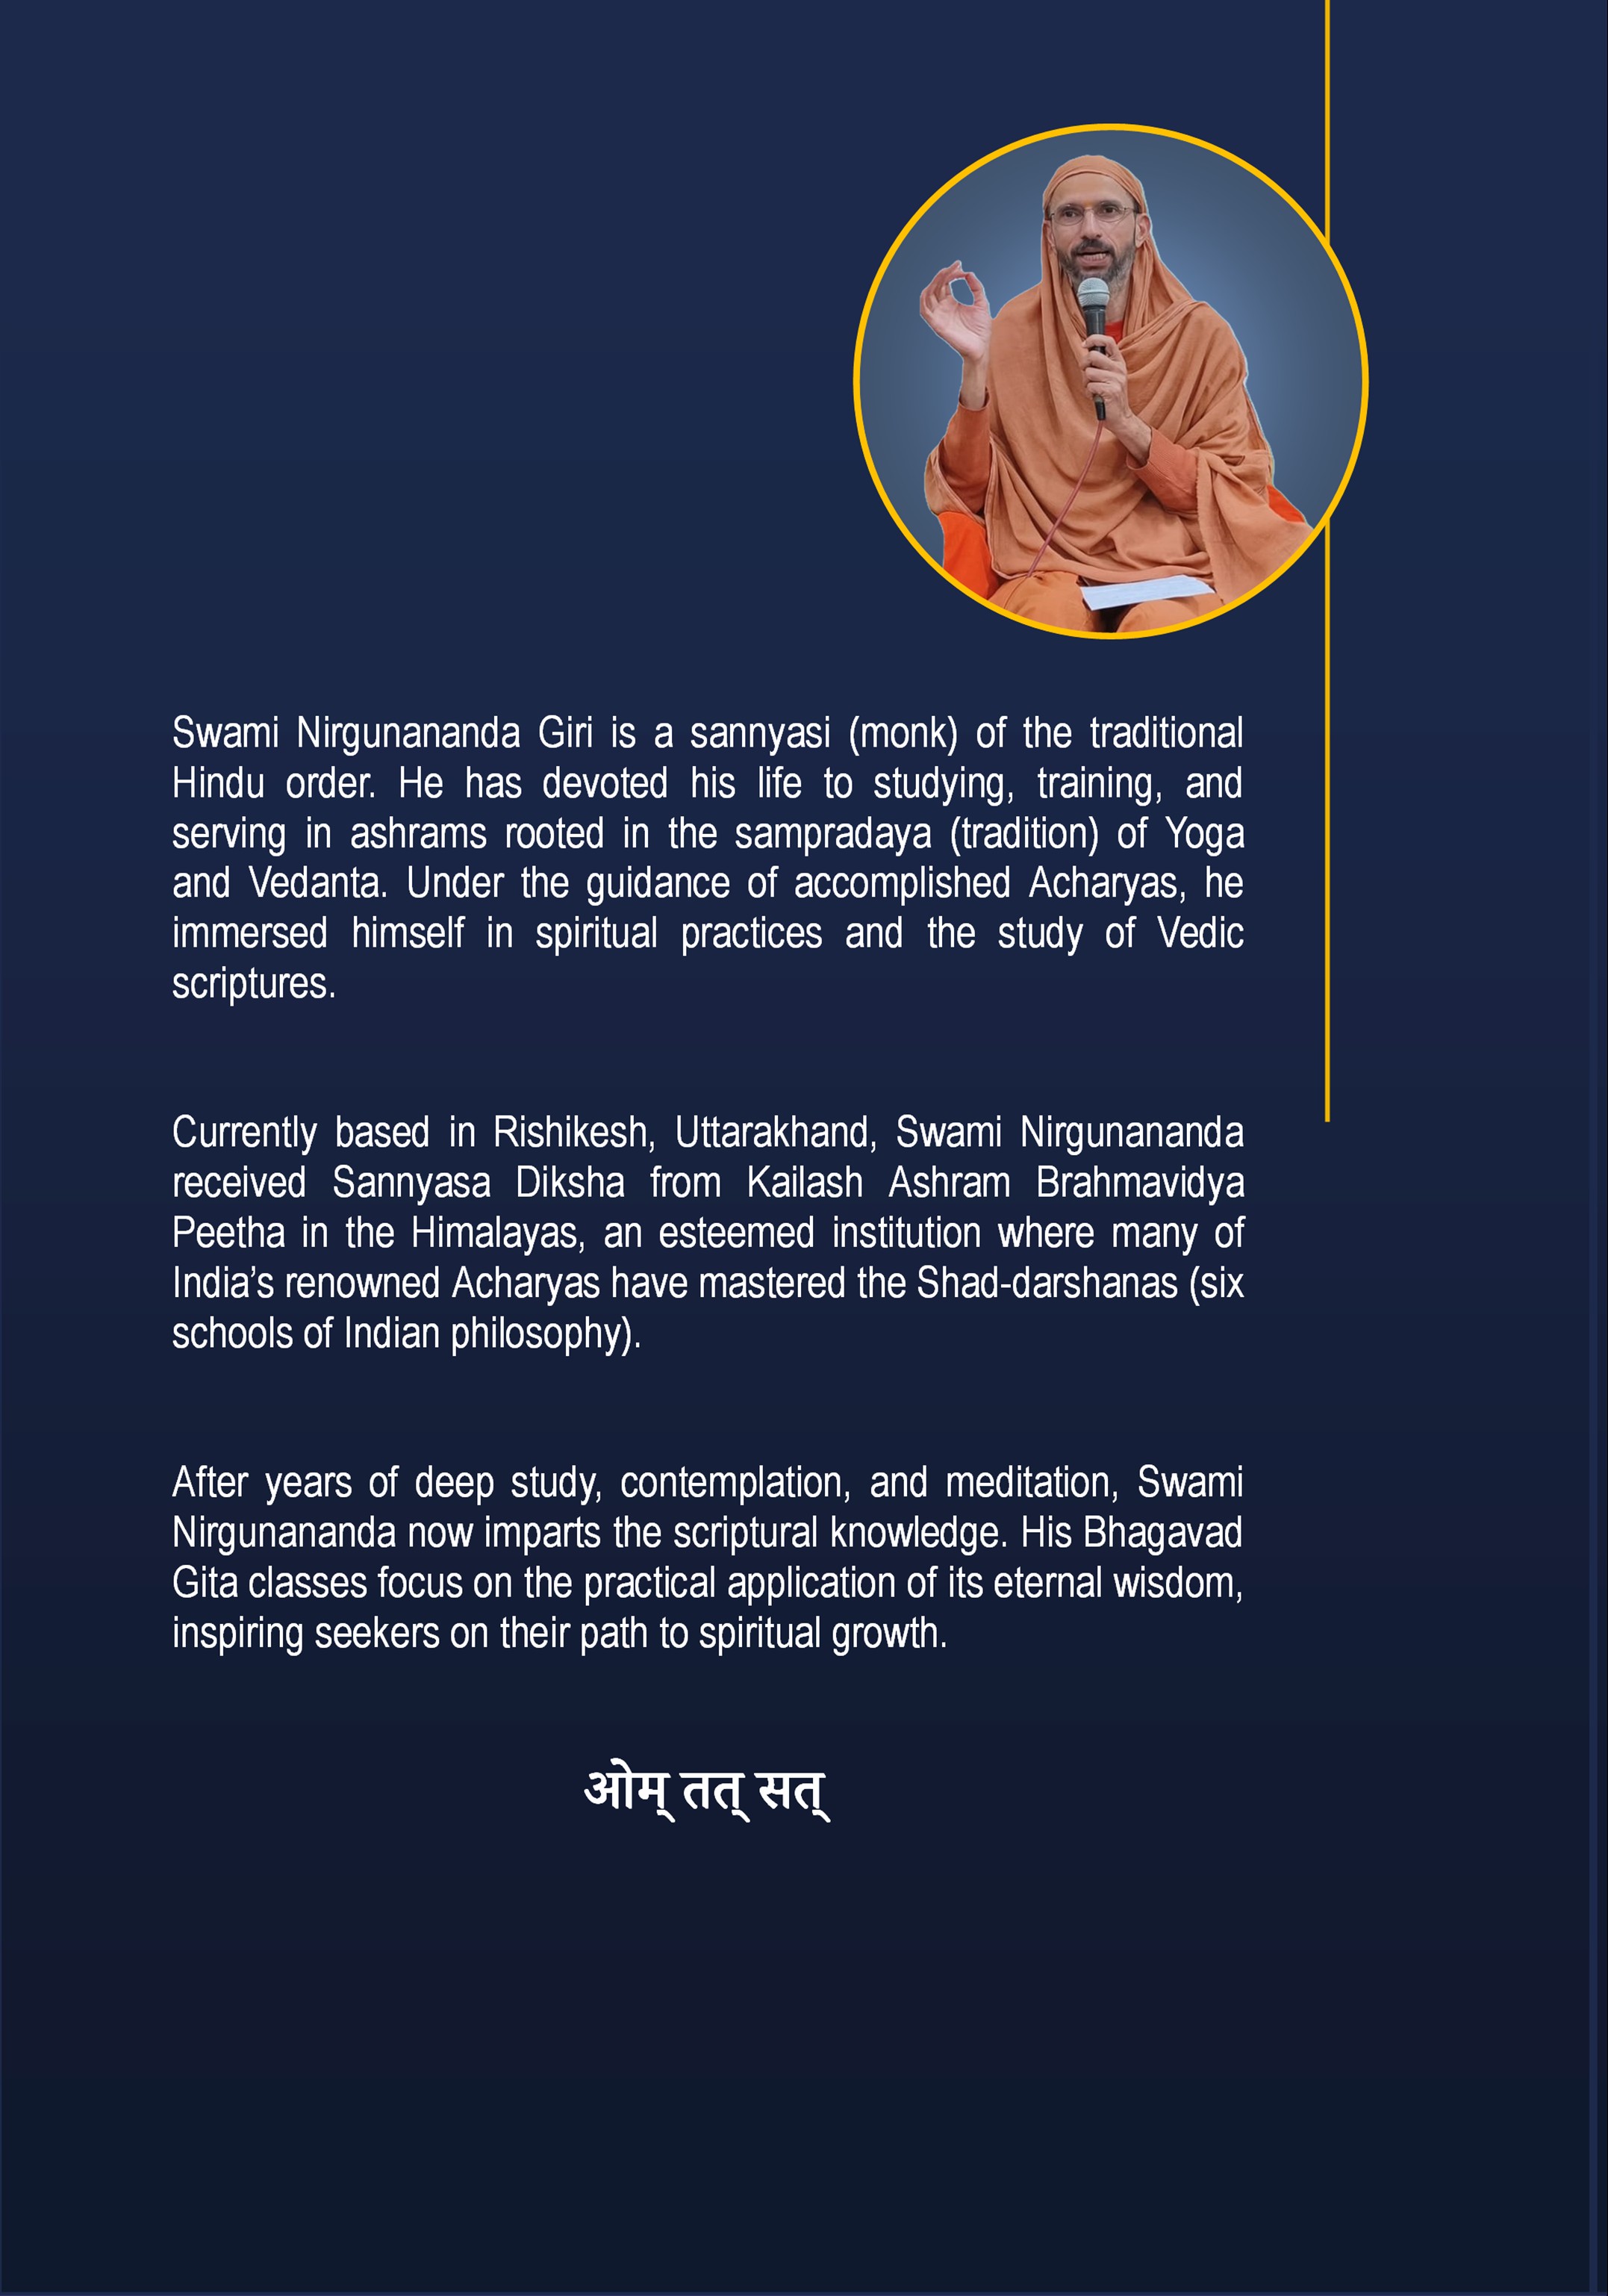 Swami Nirgunananda Giri is a sannyasi (monk) of the traditional
Hindu order. He has devoted his life to studying, training, and
serving in ashrams rooted in the sampradaya (tradition) of Yoga
and Vedanta. Under the guidance of accomplished Acharyas, he
immersed himself in spiritual practices and the study of Vedic
scriptures.
Currently based in Rishikesh, Uttarakhand, Swami Nirgunananda
received Sannyasa Diksha from Kailash Ashram Brahmavidya
Peetha in the Himalayas, an esteemed institution where many of
India’s renowned Acharyas have mastered the Shad-darshanas (six
schools of Indian philosophy).
After years of deep study, contemplation, and meditation, Swami
Nirgunananda now imparts the scriptural knowledge. His Bhagavad
Gita classes focus on the practical application of its eternal wisdom,
inspiring seekers on their path to spiritual growth.
ओम् तत् सत्